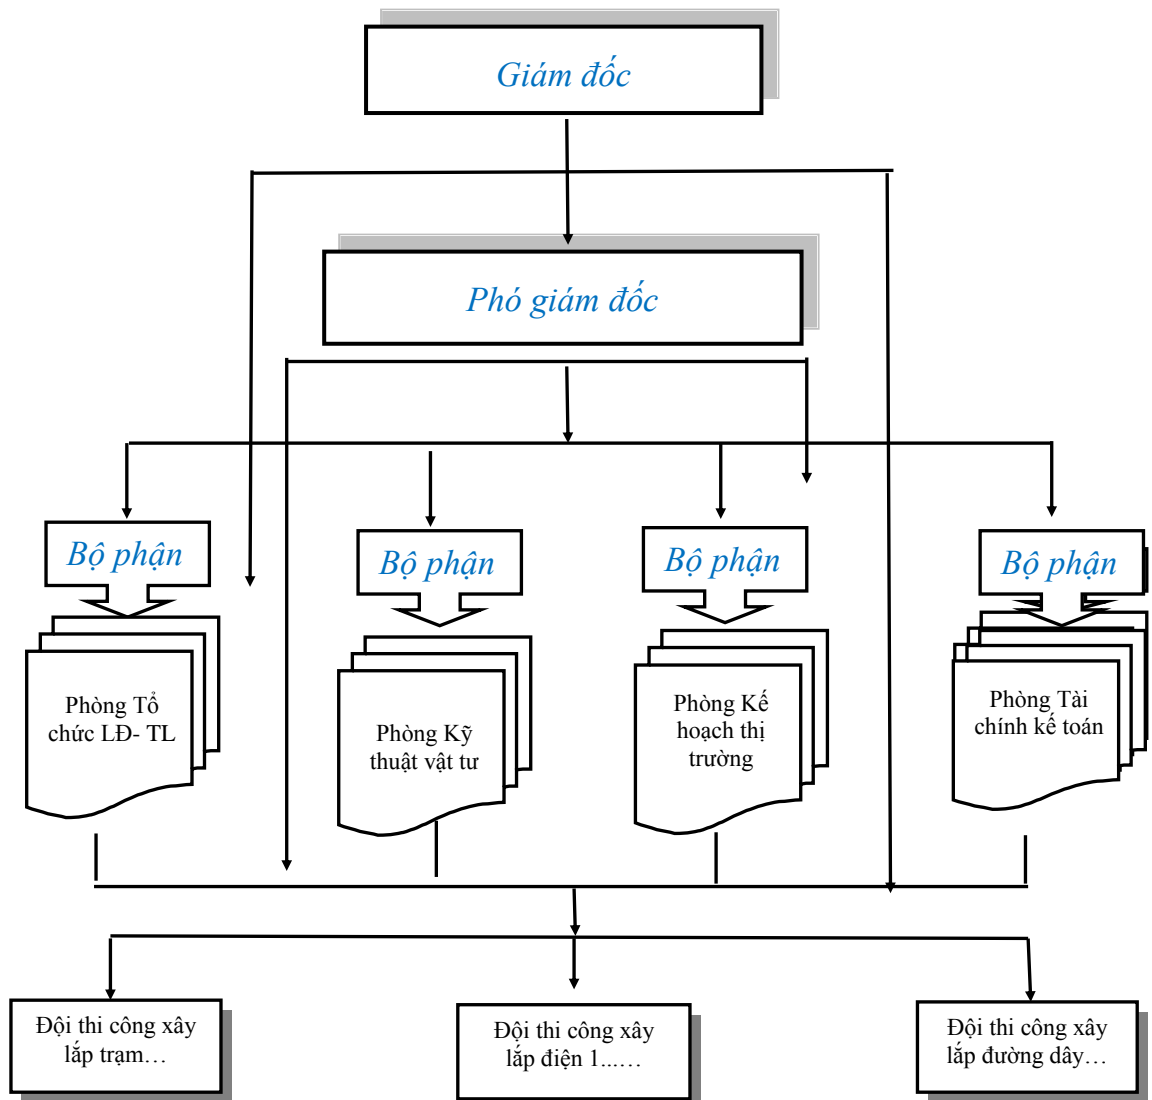 Giám đốc
Phó giám đốc
Bộ phận
Bộ phận
Bộ phận
Bộ phận
Phòng Tổ
chức LĐ- TL
Phòng Kỹ
thuật vật tư
Phòng Kế
hoạch thị
trường
Phòng Tài
chính kế toán
Đội thi công xây
lắp trạm…
Đội thi công xây
lắp điện 1...…
Đội thi công xây
lắp đường dây…